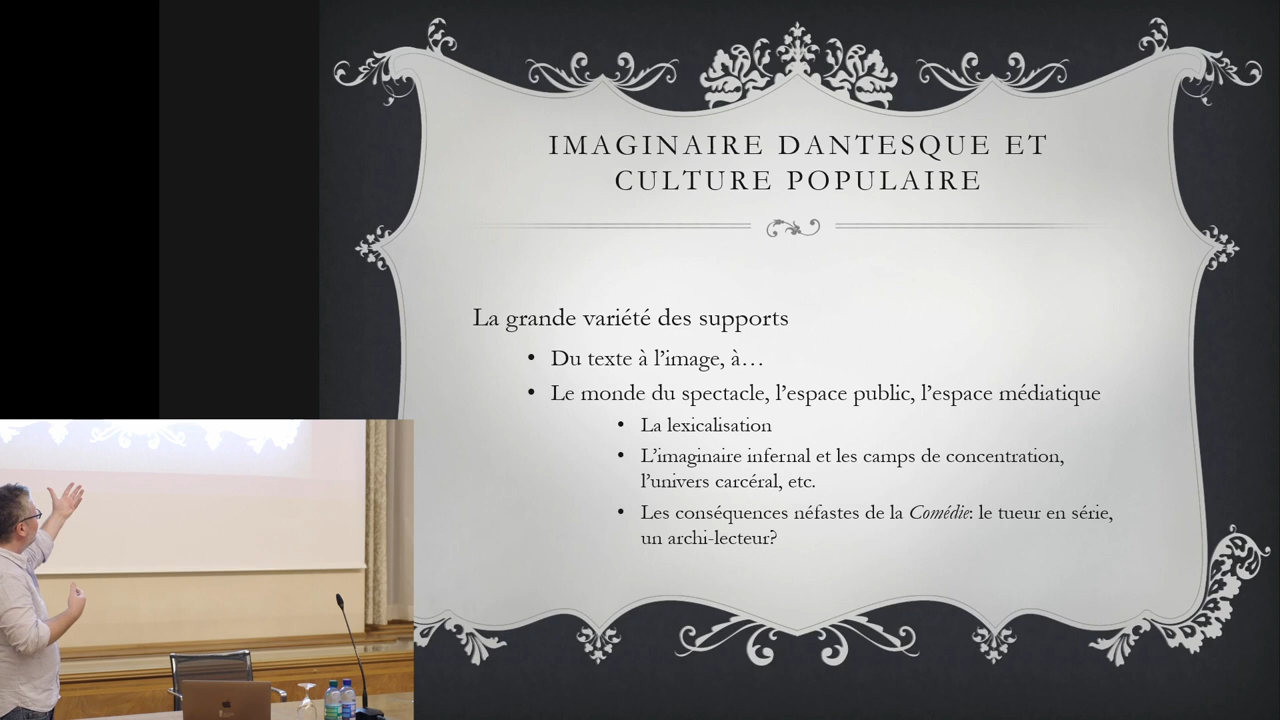 IMAGINAIRE DANTESQUE ET
CULTURE POPULAIRE
La grande variété des supports
• Du texte à l’image, à…
• Le monde du spectacle, l’espace public, l’espace médiatique
• La lexicalisation
• L’imaginaire infernal et les camps de concentration,
l’univers carcéral, etc.
• Les conséquences néfastes de la Comédie: le tueur en série,
un archi-lecteur?